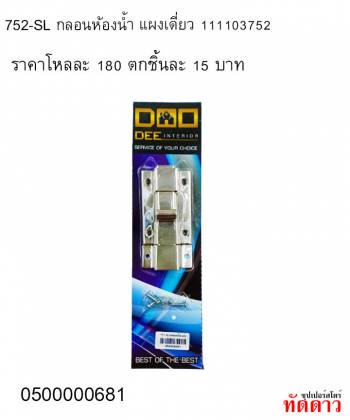 752-SL กลอนห้องน้ำ แผงเดี่ยว 111103752
ราคาโหลละ 180 ตกชิ้นละ 15 บาท
DEE INTERIOR
SERVICE OF YOUR CHOICE
BEST OF THE BEST
0500000681
ซุปเปอร์สโตร์
ทัดดาว